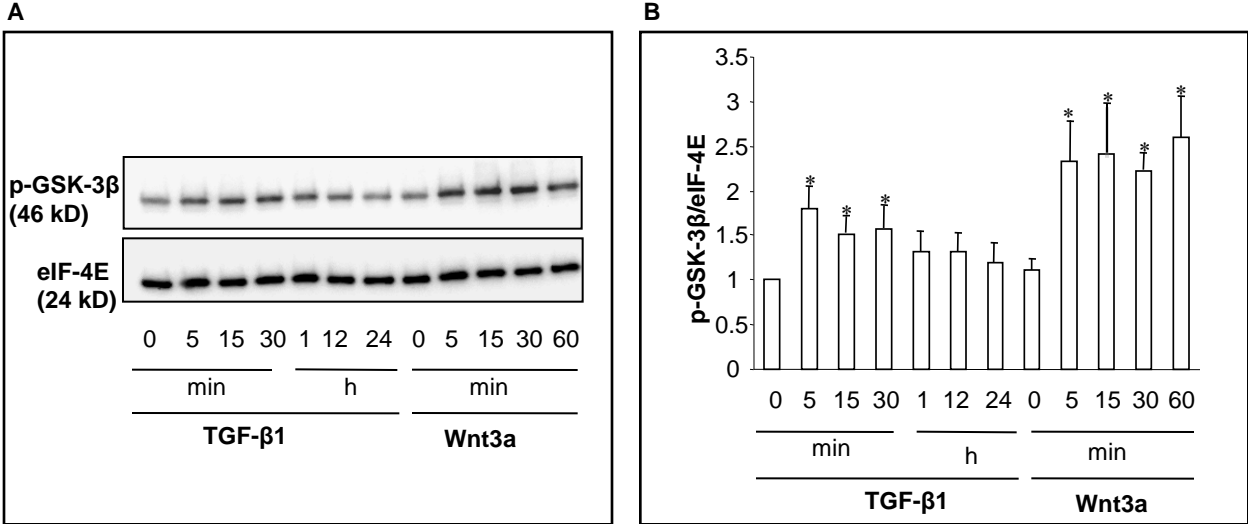 A
p-GSK-3β
(46 kD)
eIF-4E
(24 kD)
0 5 15 30 1 12 24 0 5 15 30 60
min h min
TGF-β1 Wnt3a
B
p-GSK-3β/eIF-4E
3.5
3
2.5
2
1.5
1
0.5
0
* * * * * * *
0 5 15 30 1 12 24 0 5 15 30 60
min h min
TGF-β1 Wnt3a